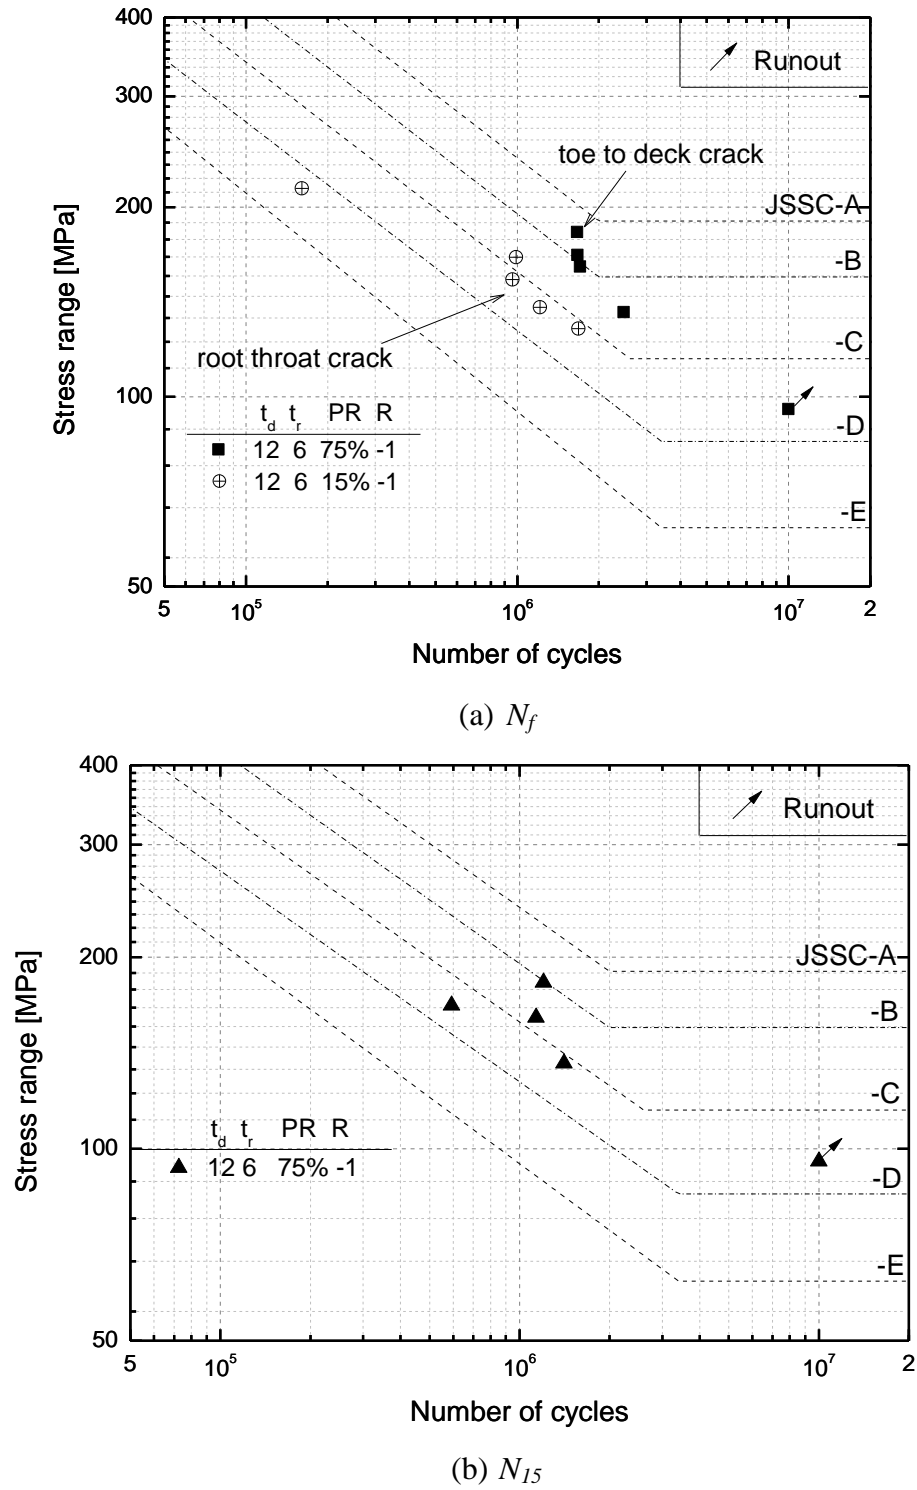 400
300
200
100
50
Stress range [MPa]
Runout
toe to deck crack
JSSC-A
-B
-C
root throat crack
-D
-E
t_d t_r PR R
12 6 75% -1
12 6 15% -1
5 10^5 10^6 10^7 2
Number of cycles
(a) N_f
400
300
200
100
50
Stress range [MPa]
Runout
JSSC-A
-B
-C
-D
-E
t_d t_r PR R
12 6 75% -1
5 10^5 10^6 10^7 2
Number of cycles
(b) N_15